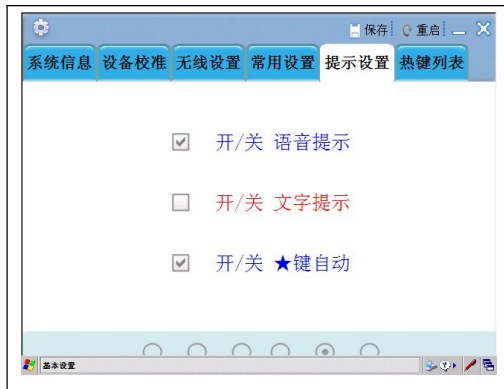 保存 重启
系统信息 设备校准 无线设置 常用设置 提示设置 热键列表
开/关 语音提示
开/关 文字提示
开/关 ★键自动
基本设置